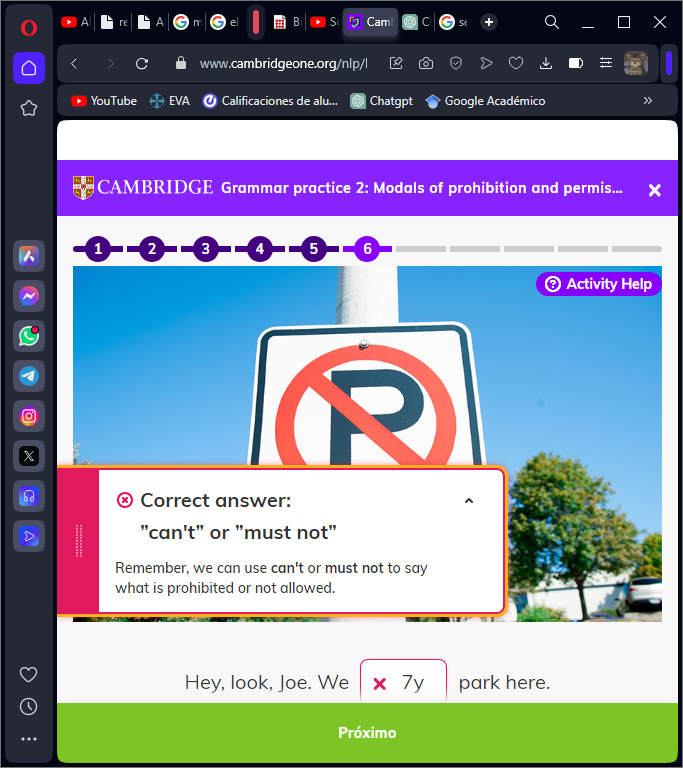 www.cambridgeone.org/nlp/l
YouTube
EVA
Calificaciones de alu...
Chatgpt
Google Académico
CAMBRIDGE
Grammar practice 2: Modals of prohibition and permis...
1 2 3 4 5 6
Activity Help
P
Correct answer:
”can't” or ”must not”
Remember, we can use can't or must not to say
what is prohibited or not allowed.
Hey, look, Joe. We 7y park here.
Próximo